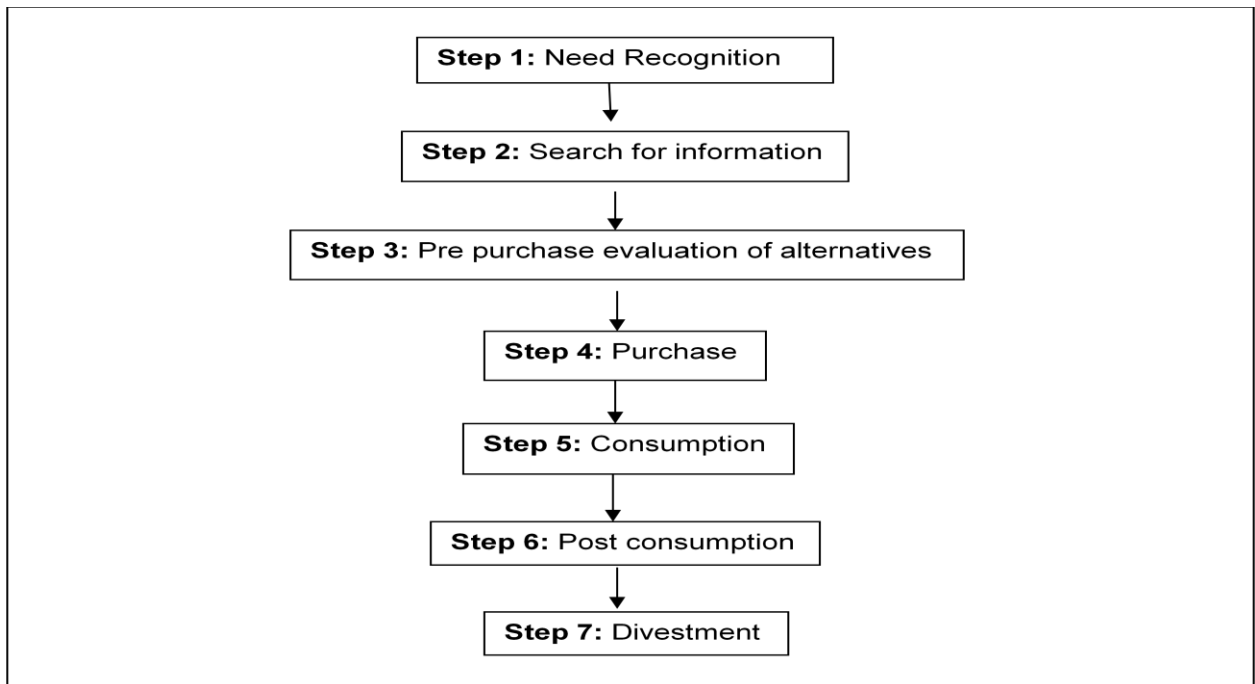 Step 1: Need Recognition
Step 2: Search for information
Step 3: Pre purchase evaluation of alternatives
Step 4: Purchase
Step 5: Consumption
Step 6: Post consumption
Step 7: Divestment